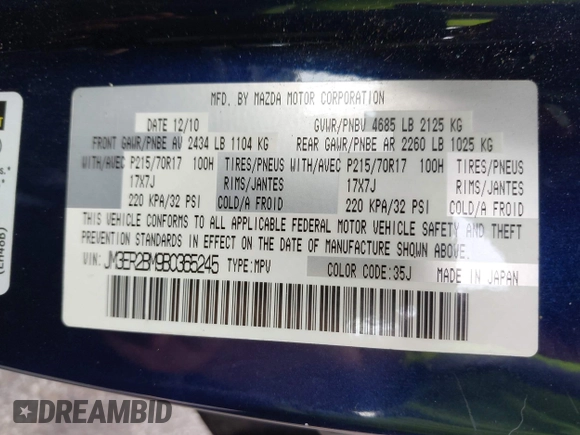 MFD. BY MAZDA MOTOR CORPORATION
DATE 12/10 GVWR/PNBV 4685 LB 2125 KG
FRONT GAWR/PNBE AV 2434 LB 1104 KG REAR GAWR/PNBE AR 2260 LB 1025 KG
WITH/AVEC P215/70R17 100H TIRES/PNEUS WITH/AVEC P215/70R17 100H TIRES/PNEUS
17X7J RIMS/JANTES 17X7J RIMS/JANTES
220 KPA/32 PSI COLD/A FROID 220 KPA/32 PSI COLD/A FROID
THIS VEHICLE CONFORMS TO ALL APPLICABLE FEDERAL MOTOR VEHICLE SAFETY AND THEFT
PREVENTION STANDARDS IN EFFECT ON THE DATE OF MANUFACTURE SHOWN ABOVE.
VIN: JM3ER2BM9B0365245 TYPE:MPV COLOR CODE:35J MADE IN JAPAN
DREAMBID